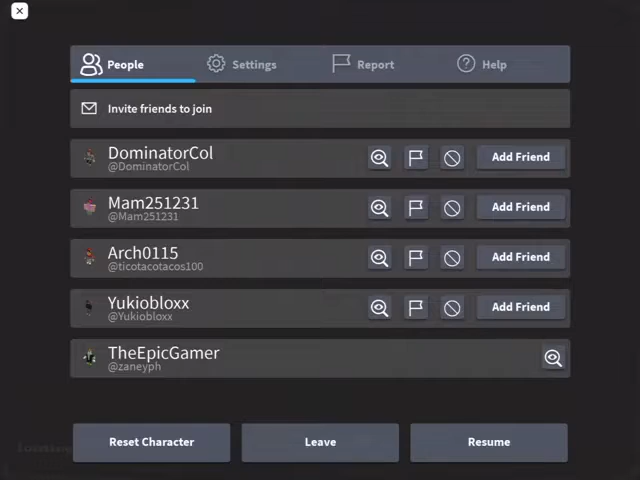 People
Settings
Report
Help
Invite friends to join
DominatorCol
@DominatorCol
Add Friend
Mam251231
@Mam251231
Add Friend
Arch0115
@ticotacotacos100
Add Friend
Yukiobloxx
@Yukiobloxx
Add Friend
TheEpicGamer
@zaneyph
Reset Character
Leave
Resume